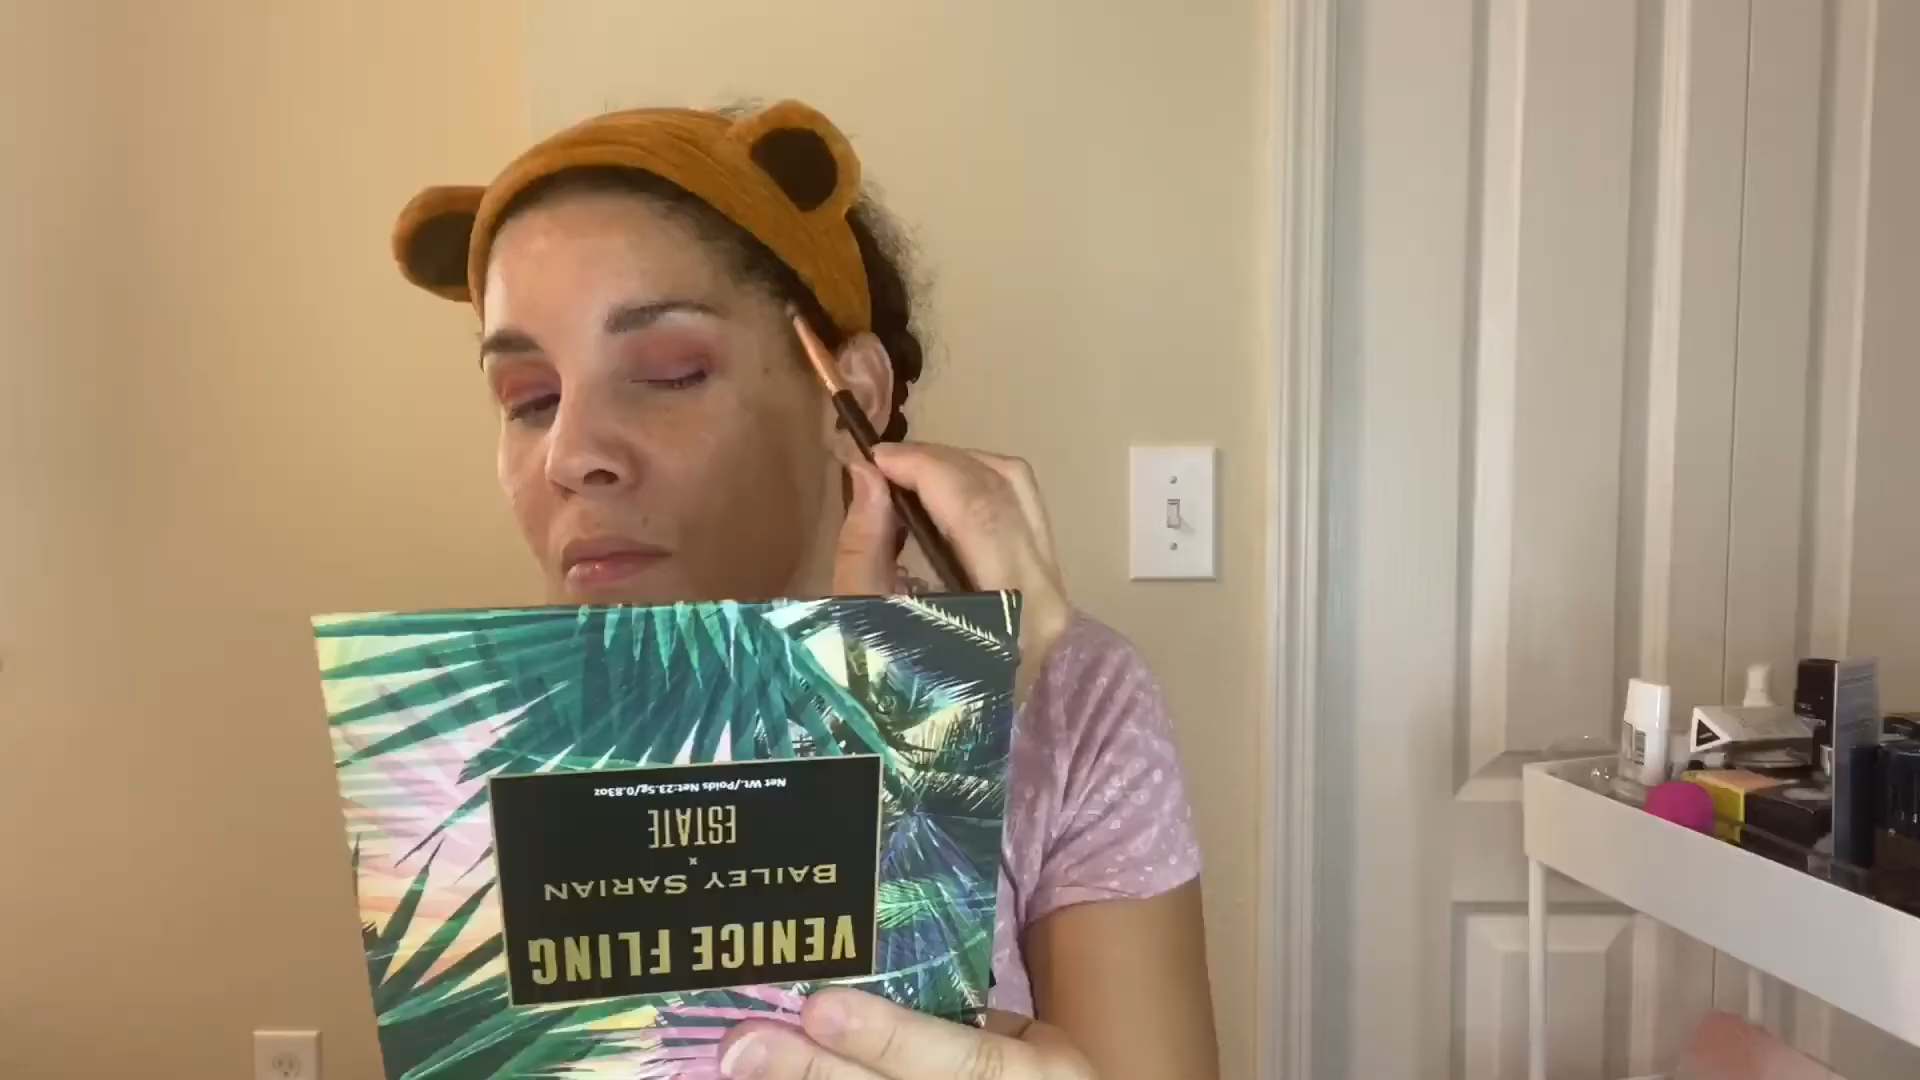 VENICE FLING
BAILEY SARIAN
x
ESTATE
Net Wt./Poids Net:23.5g/0.83oz